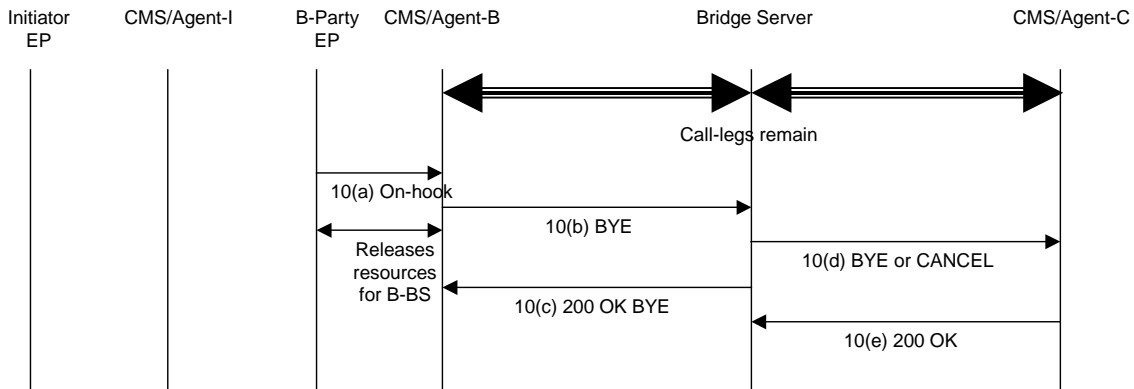 Initiator
EP
CMS/Agent-I
B-Party
EP
CMS/Agent-B
Bridge Server
CMS/Agent-C
Call-legs remain
10(a) On-hook
10(b) BYE
Releases
resources
for B-BS
10(d) BYE or CANCEL
10(c) 200 OK BYE
10(e) 200 OK